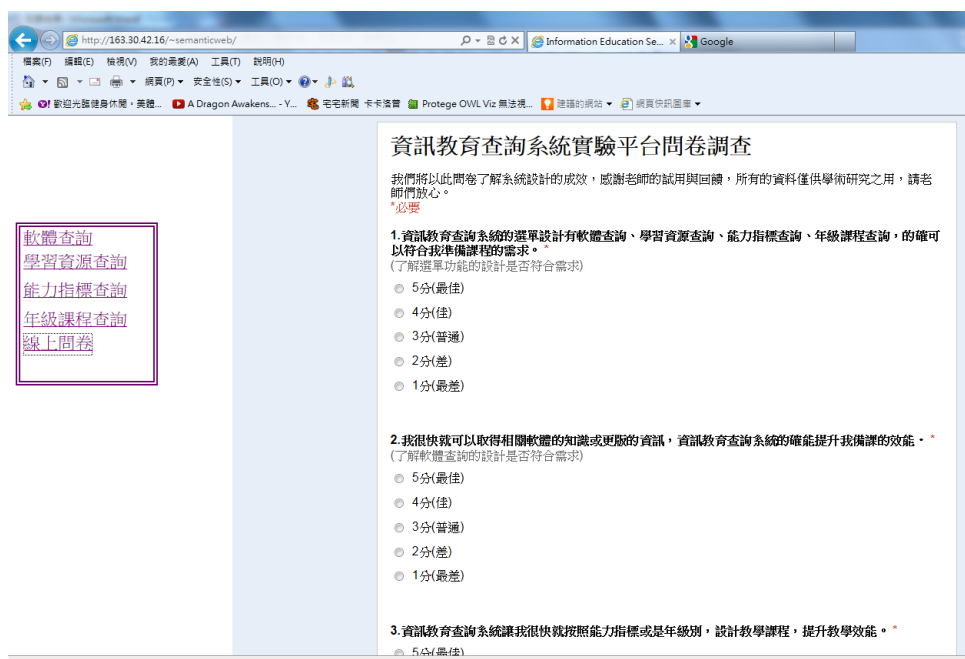 http://163.30.42.16/~semanticweb/
Information Education Se...
Google
檔案(F) 編輯(E) 檢視(V) 我的最愛(A) 工具(T) 說明(H)
網頁(P) 安全性(S) 工具(O)
歡迎光臨健身休閒，美體... A Dragon Awakens... - Y... 宅宅新聞 卡卡洛普 Protege OWL Viz 無法視... 建議的網站 網頁快訊圖庫
軟體查詢
學習資源查詢
能力指標查詢
年級課程查詢
線上問卷
資訊教育查詢系統實驗平台問卷調查
我們將以此問卷了解系統設計的成效，感謝老師的試用與回饋，所有的資料僅供學術研究之用，請老
師們放心。
*必要
1.資訊教育查詢系統的選單設計有軟體查詢、學習資源查詢、能力指標查詢、年級課程查詢，的確可
以符合我準備課程的需求。*
(了解選單功能的設計是否符合需求)
5分(最佳)
4分(佳)
3分(普通)
2分(差)
1分(最差)
2.我很快就可以取得相關軟體的知識或更版的資訊，資訊教育查詢系統的確能提升我備課的效能。*
(了解軟體查詢的設計是否符合需求)
5分(最佳)
4分(佳)
3分(普通)
2分(差)
1分(最差)
3.資訊教育查詢系統讓我很快就按照能力指標或是年級別，設計教學課程，提升教學效能。*
5分(最佳)